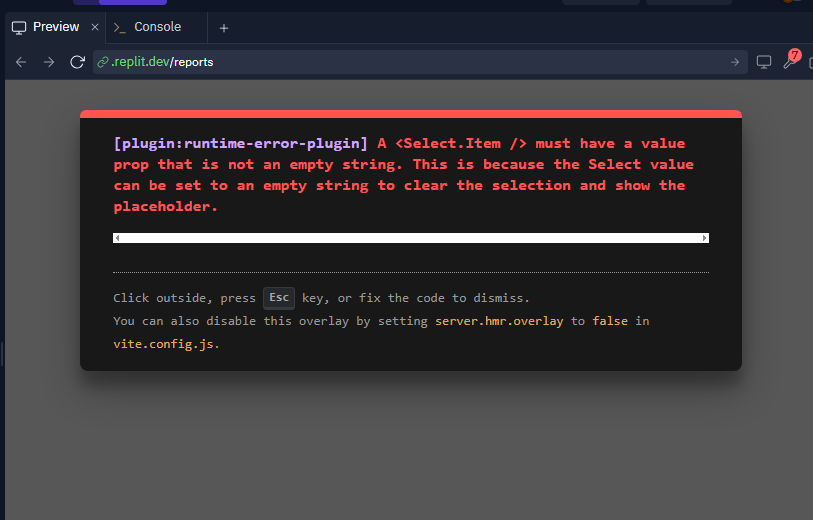 Preview × >_ Console +
.replit.dev/reports
7
[plugin:runtime-error-plugin] A <Select.Item /> must have a value
prop that is not an empty string. This is because the Select value
can be set to an empty string to clear the selection and show the
placeholder.
Click outside, press Esc key, or fix the code to dismiss.
You can also disable this overlay by setting server.hmr.overlay to false in
vite.config.js.